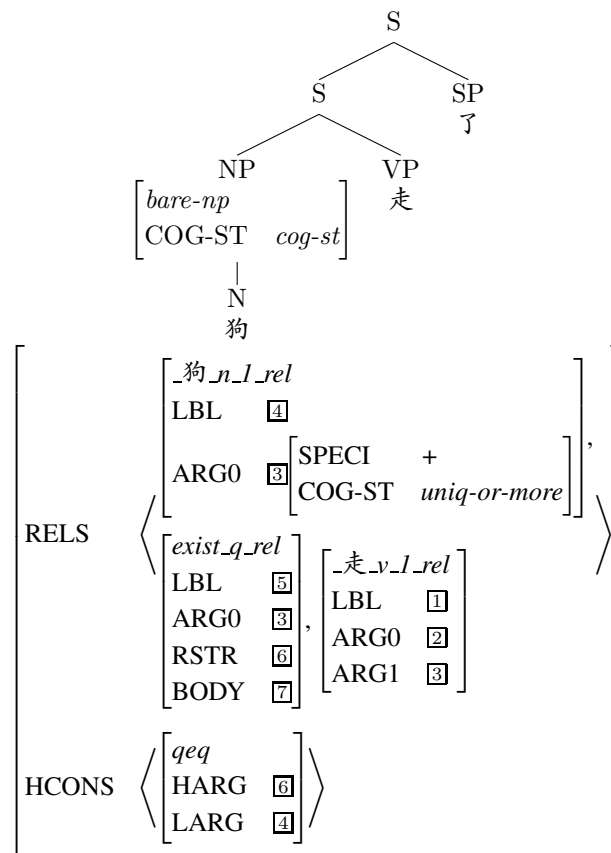 S
S SP
了
NP VP
走
bare-np
COG-ST cog-st
N
狗
_狗_n_1_rel
LBL 4
ARG0 3 SPECI +
COG-ST uniq-or-more
,
RELS
exist_q_rel
LBL 5
ARG0 3
RSTR 6
BODY 7
,
_走_v_1_rel
LBL 1
ARG0 2
ARG1 3
HCONS
qeq
HARG 6
LARG 4